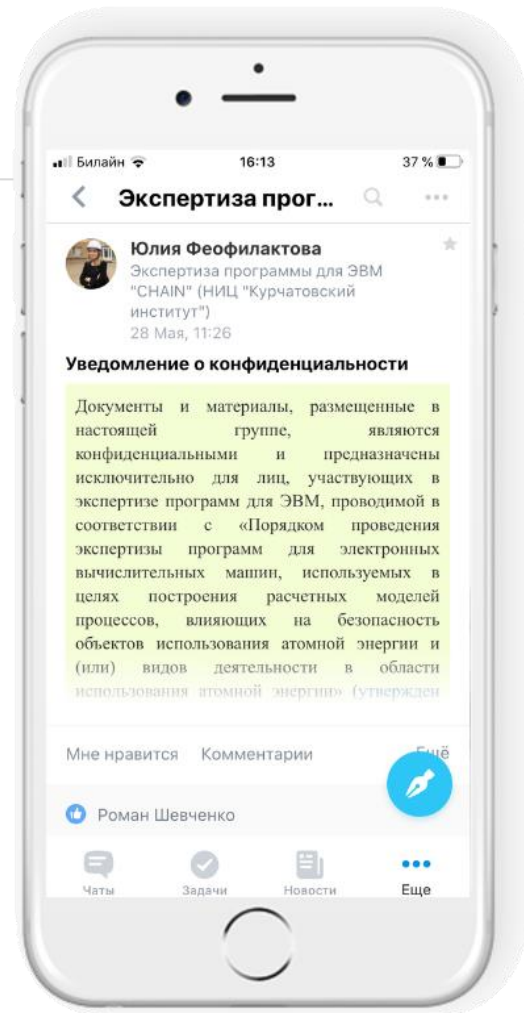 Билайн 16:13 37 %
Экспертиза прог...
Юлия Феофилактова
Экспертиза программы для ЭВМ
"CHAIN" (НИЦ "Курчатовский
институт")
28 Мая, 11:26
Уведомление о конфиденциальности
Документы и материалы, размещенные в
настоящей группе, являются
конфиденциальными и предназначены
исключительно для лиц, участвующих в
экспертизе программ для ЭВМ, проводимой в
соответствии с «Порядком проведения
экспертизы программ для электронных
вычислительных машин, используемых в
целях построения расчетных моделей
процессов, влияющих на безопасность
объектов использования атомной энергии и
(или) видов деятельности в области
использования атомной энергии» (утвержден
Мне нравится Комментарии Ещё
Роман Шевченко
Чаты Задачи Новости Еще